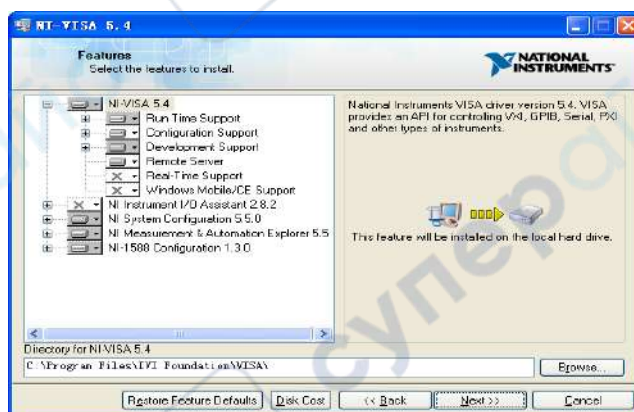 NI-VISA 5.4
Features
Select the features to install.
NATIONAL
INSTRUMENTS
NI-VISA 5.4
Run Time Support
Configuration Support
Development Support
Remote Server
Real-Time Support
Windows Mobile/CE Support
NI Instrument I/O Assistant 2.8.2
NI System Configuration 5.5.0
NI Measurement & Automation Explorer 5.5
NI-1588 Configuration 1.3.0
National Instruments VISA driver version 5.4. VISA
provides an API for controlling VXI, GPIB, Serial, PXI
and other types of instruments.
This feature will be installed on the local hard drive.
Directory for NI-VISA 5.4
C:\Program Files\IVI Foundation\VISA\
Browse...
Restore Feature Defaults
Disk Cost
<< Back
Next >>
Cancel
супер